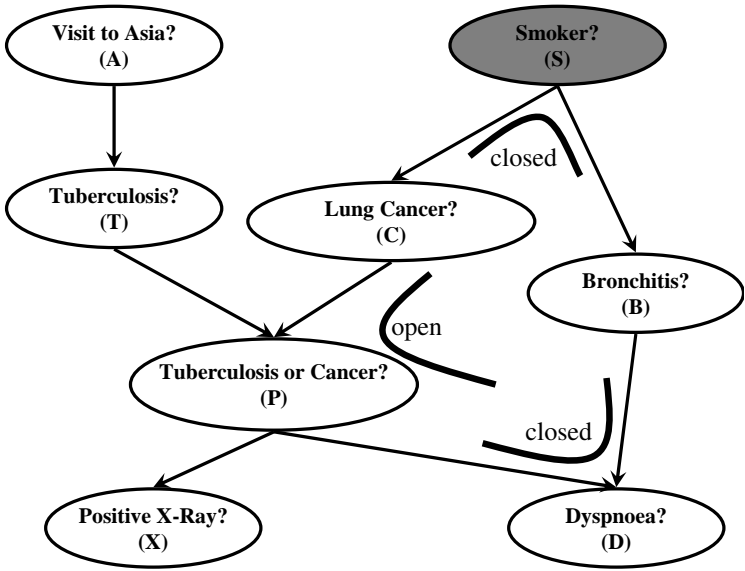 Visit to Asia?
(A)
Smoker?
(S)
closed
Tuberculosis?
(T)
Lung Cancer?
(C)
Bronchitis?
(B)
open
Tuberculosis or Cancer?
(P)
closed
Positive X-Ray?
(X)
Dyspnoea?
(D)